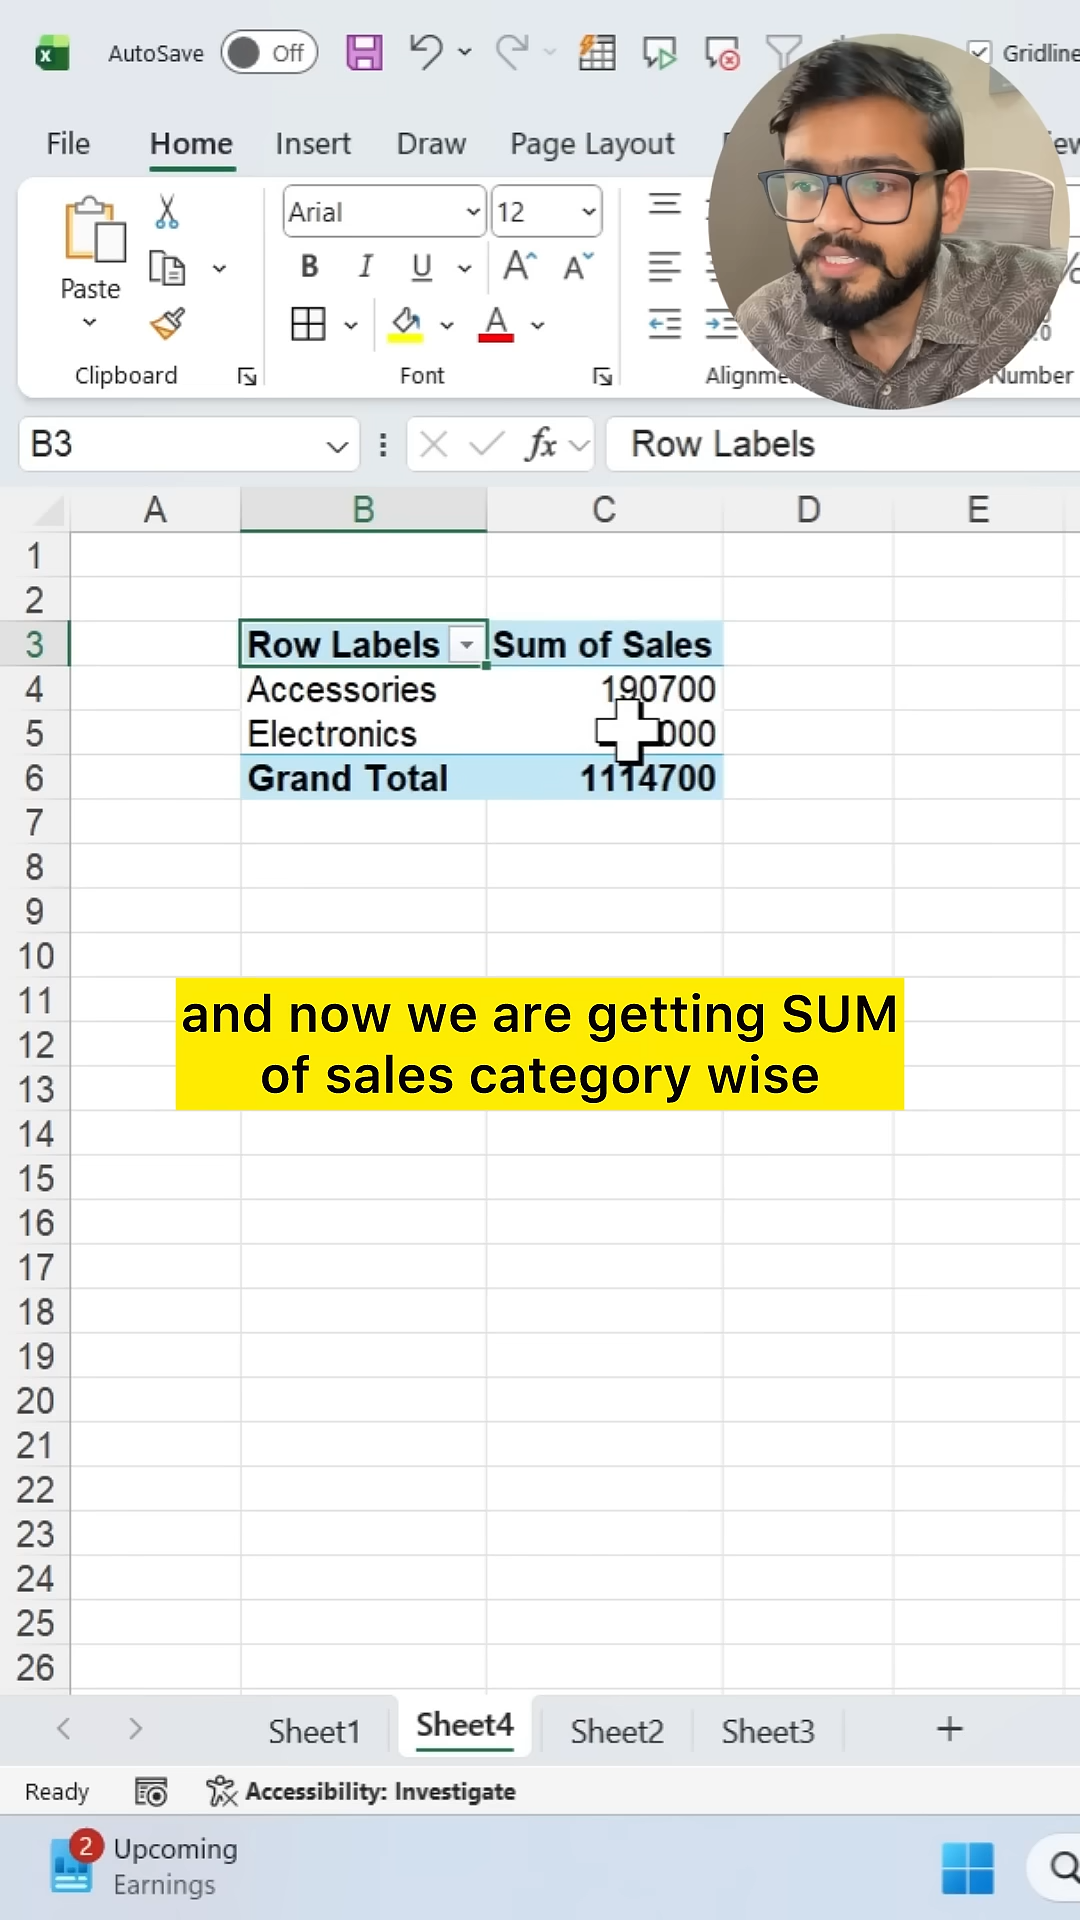 AutoSave Off Gridline
File Home Insert Draw Page Layout
Arial 12
B I U A A
Paste
A
Clipboard Font Alignme Number
B3 fx Row Labels
A B C D E
1
2
3 Row Labels Sum of Sales
4 Accessories 190700
5 Electronics 000
6 Grand Total 1114700
7
8
9
10
11
and now we are getting SUM
12
of sales category wise
13
14
15
16
17
18
19
20
21
22
23
24
25
26
Sheet1 Sheet4 Sheet2 Sheet3 +
Ready Accessibility: Investigate
2 Upcoming
Earnings